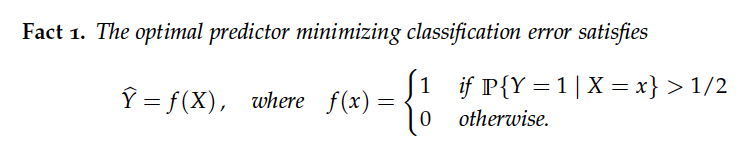 Fact 1. The optimal predictor minimizing classification error satisfies
Ŷ = f(X), where f(x) = {1 if ℙ{Y = 1 | X = x} > 1/2
0 otherwise.